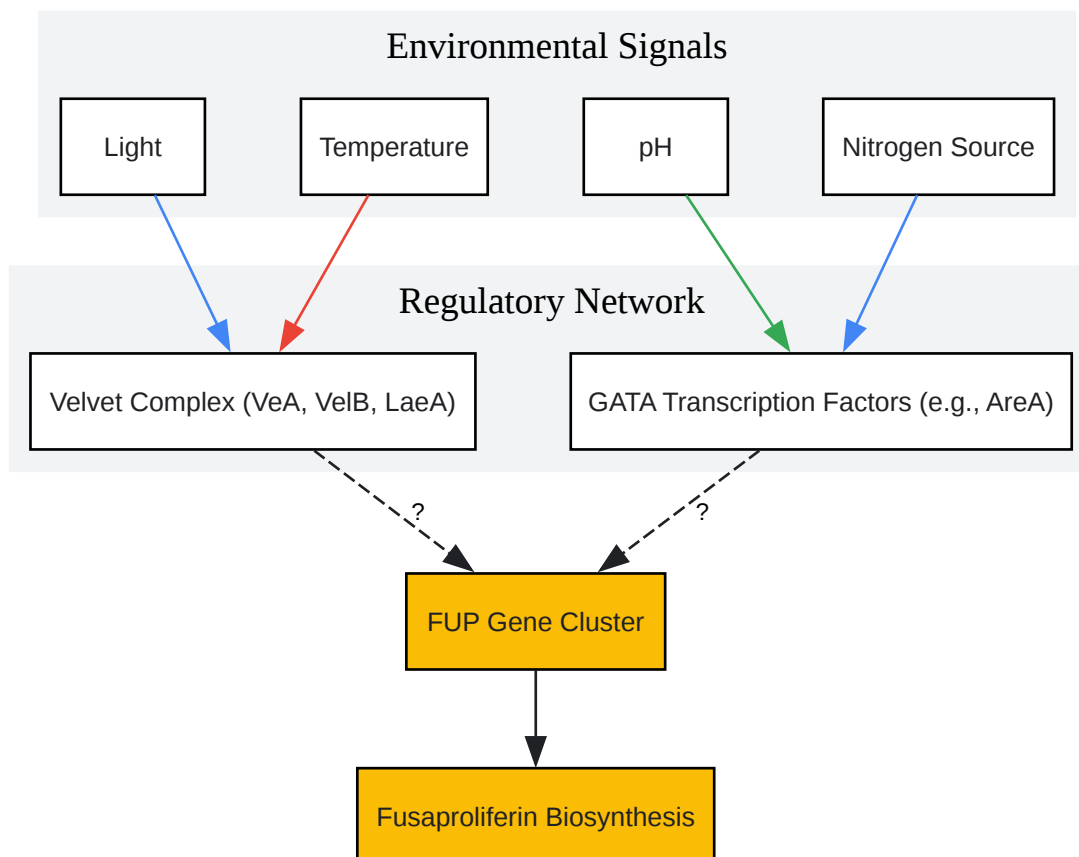 Environmental Signals
Light
Temperature
pH
Nitrogen Source
Regulatory Network
Velvet Complex (VeA, VelB, LaeA)
GATA Transcription Factors (e.g., AreA)
?
?
FUP Gene Cluster
Fusaproliferin Biosynthesis